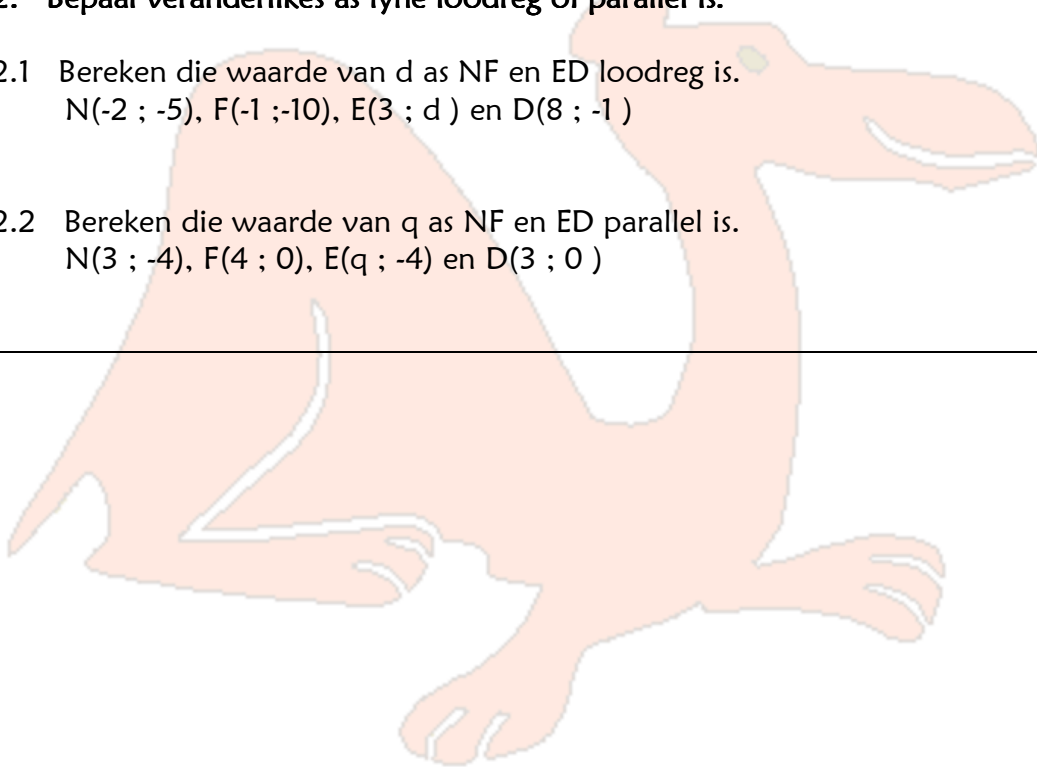 2. Bepaal veranderlikes as lyne loodreg of parallel is.
2.1 Bereken die waarde van d as NF en ED loodreg is.
N(-2 ; -5), F(-1 ;-10), E(3 ; d ) en D(8 ; -1 )
2.2 Bereken die waarde van q as NF en ED parallel is.
N(3 ; -4), F(4 ; 0), E(q ; -4) en D(3 ; 0 )